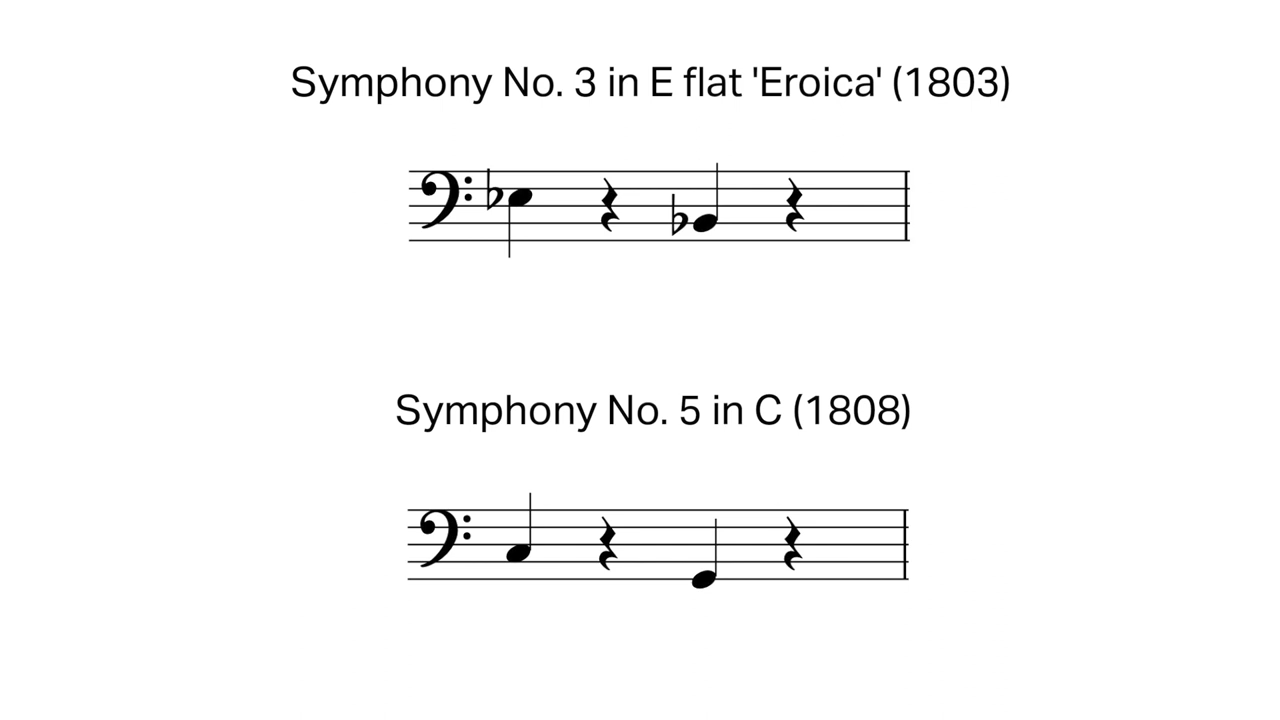 Symphony No. 3 in E flat 'Eroica' (1803)
Symphony No. 5 in C (1808)